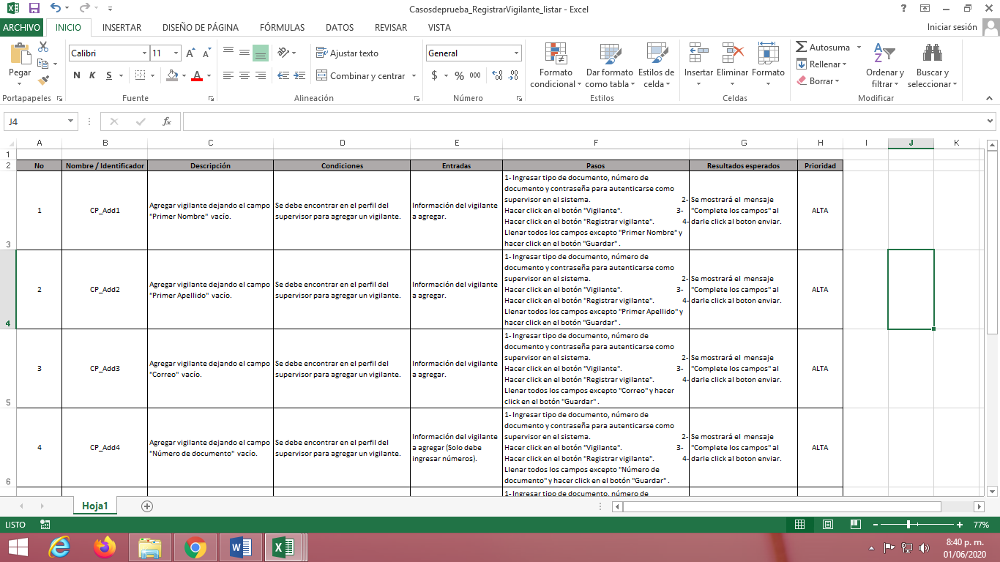 Casosdeprueba_RegistrarVigilante_listar - Excel
ARCHIVO INICIO INSERTAR DISEÑO DE PÁGINA FÓRMULAS DATOS REVISAR VISTA Iniciar sesión
Pegar
Calibri 11
N K S
Ajustar texto
Combinar y centrar
General
$ % 000
Formato condicional
Dar formato como tabla
Estilos de celda
Insertar Eliminar Formato
Autosuma
Rellenar
Borrar
Ordenar y filtrar
Buscar y seleccionar
Portapapeles Fuente Alineación Número Estilos Celdas Modificar
J4
A B C D E F G H I J K
1
2 No Nombre / Identificador Descripción Condiciones Entradas Pasos Resultados esperados Prioridad
3
1
CP_Add1
Agregar vigilante dejando el campo
"Primer Nombre" vacío.
Se debe encontrar en el perfil del
supervisor para agregar un vigilante.
Información del vigilante
a agregar.
1- Ingresar tipo de documento, número de
documento y contraseña para autenticarse como
supervisor en el sistema. 2-
Hacer click en el botón "Vigilante". 3-
Hacer click en el botón "Registrar vigilante". 4-
Llenar todos los campos excepto "Primer Nombre" y
hacer click en el botón "Guardar" .
Se mostrará el mensaje
"Complete los campos" al
darle click al boton enviar.
ALTA
4
2
CP_Add2
Agregar vigilante dejando el campo
"Primer Apellido" vacío.
Se debe encontrar en el perfil del
supervisor para agregar un vigilante.
Información del vigilante
a agregar.
1- Ingresar tipo de documento, número de
documento y contraseña para autenticarse como
supervisor en el sistema. 2-
Hacer click en el botón "Vigilante". 3-
Hacer click en el botón "Registrar vigilante". 4-
Llenar todos los campos excepto "Primer Apellido" y
hacer click en el botón "Guardar" .
Se mostrará el mensaje
"Complete los campos" al
darle click al boton enviar.
ALTA
5
3
CP_Add3
Agregar vigilante dejando el campo
"Correo" vacío.
Se debe encontrar en el perfil del
supervisor para agregar un vigilante.
Información del vigilante
a agregar.
1- Ingresar tipo de documento, número de
documento y contraseña para autenticarse como
supervisor en el sistema. 2-
Hacer click en el botón "Vigilante". 3-
Hacer click en el botón "Registrar vigilante". 4-
Llenar todos los campos excepto "Correo" y hacer
click en el botón "Guardar" .
Se mostrará el mensaje
"Complete los campos" al
darle click al boton enviar.
ALTA
6
4
CP_Add4
Agregar vigilante dejando el campo
"Número de documento" vacío.
Se debe encontrar en el perfil del
supervisor para agregar un vigilante.
Información del vigilante
a agregar (Solo debe
ingresar números).
1- Ingresar tipo de documento, número de
documento y contraseña para autenticarse como
supervisor en el sistema. 2-
Hacer click en el botón "Vigilante". 3-
Hacer click en el botón "Registrar vigilante". 4-
Llenar todos los campos excepto "Número de
documento" y hacer click en el botón "Guardar" .
Se mostrará el mensaje
"Complete los campos" al
darle click al boton enviar.
ALTA
1- Ingresar tipo de documento, número de
Hoja1
LISTO 77%
8:40 p. m.
01/06/2020